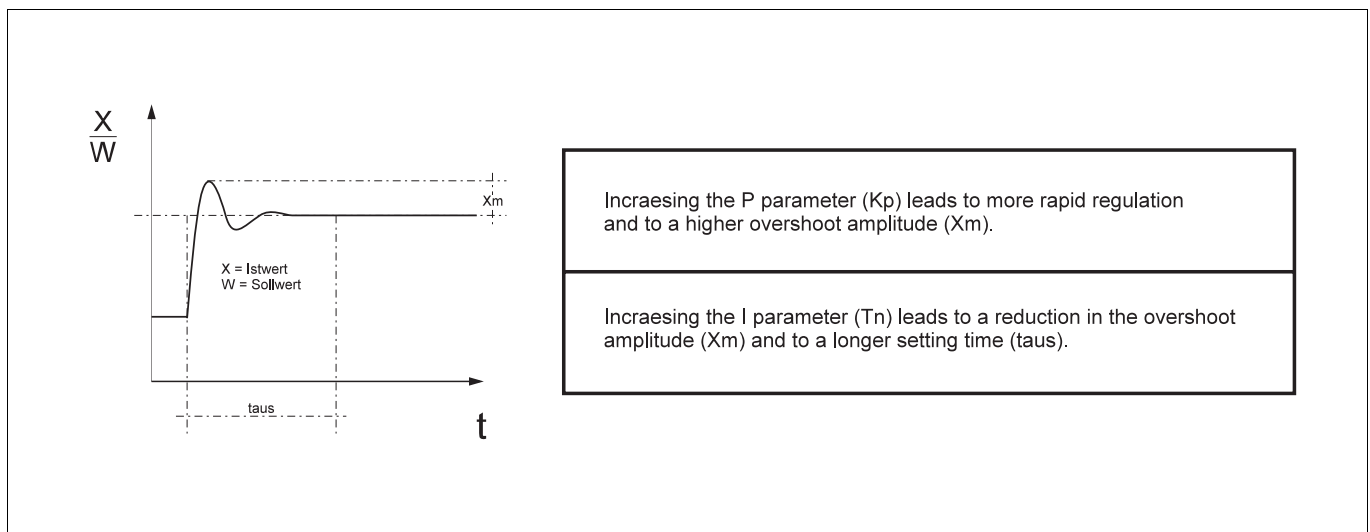 X
W
Xm
X = Istwert
W = Sollwert
taus
t
Incraesing the P parameter (Kp) leads to more rapid regulation
and to a higher overshoot amplitude (Xm).
Incraesing the I parameter (Tn) leads to a reduction in the overshoot
amplitude (Xm) and to a longer setting time (taus).